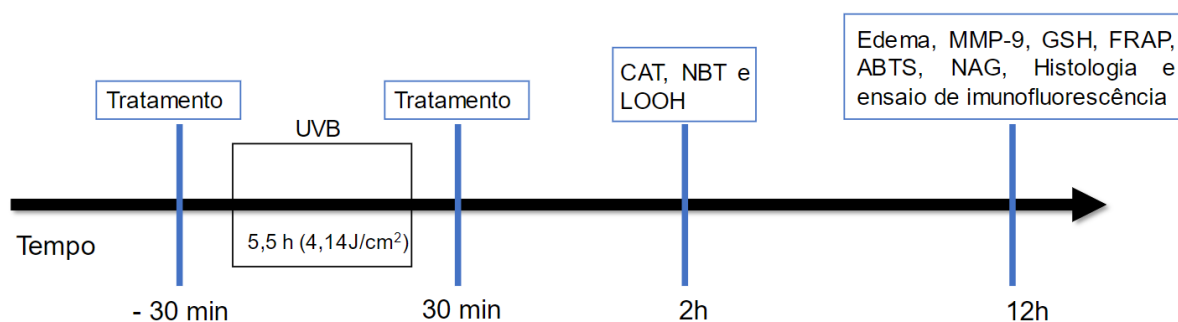 Tratamento
UVB
5,5 h (4,14J/cm²)
Tratamento
CAT, NBT e
LOOH
Edema, MMP-9, GSH, FRAP,
ABTS, NAG, Histologia e
ensaio de imunofluorescência
Tempo
- 30 min
30 min
2h
12h